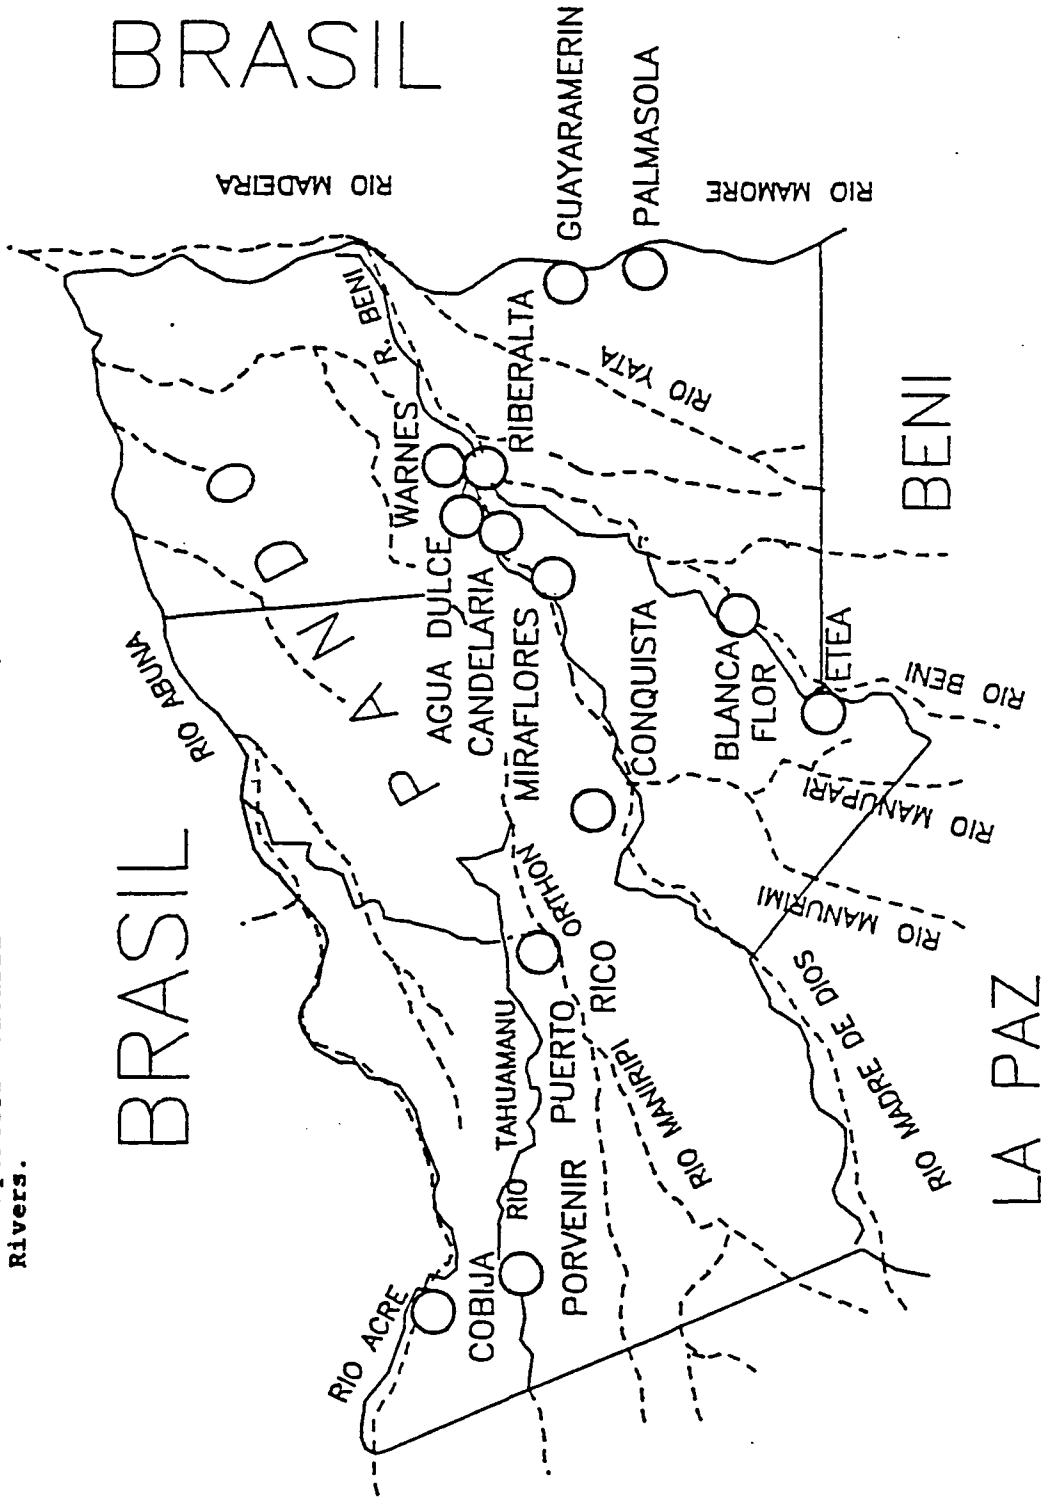 Rivers.
BRASIL
BRASIL
RIO MADEIRA
GUAYARAMERIN
PALMASOLA
RIO MAMORE
R. BENI
RIBERALTA
RIO YATA
WARNES
BENI
PANDO
RIO ABUNA
AGUA DULCE
CANDELARIA
MIRAFLORES
CONQUISTA
BLANCA
FLOR
ETEA
RIO BENI
RIO MANUPARI
RIO MANURIMI
ORTHON
PUERTO
RICO
RIO TAHUAMANU
RIO MANIRIPI
RIO MADRE DE DIOS
LA PAZ
PORVENIR
COBIJA
RIO ACRE